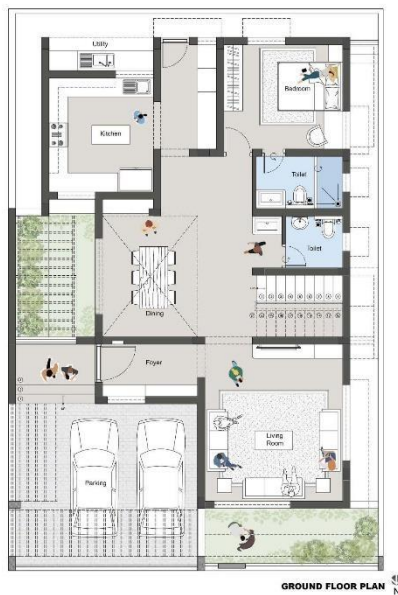 Utility
Bedroom
Kitchen
Toilet
Toilet
Dining
Foyer
Living
Room
Parking
GROUND FLOOR PLAN
N